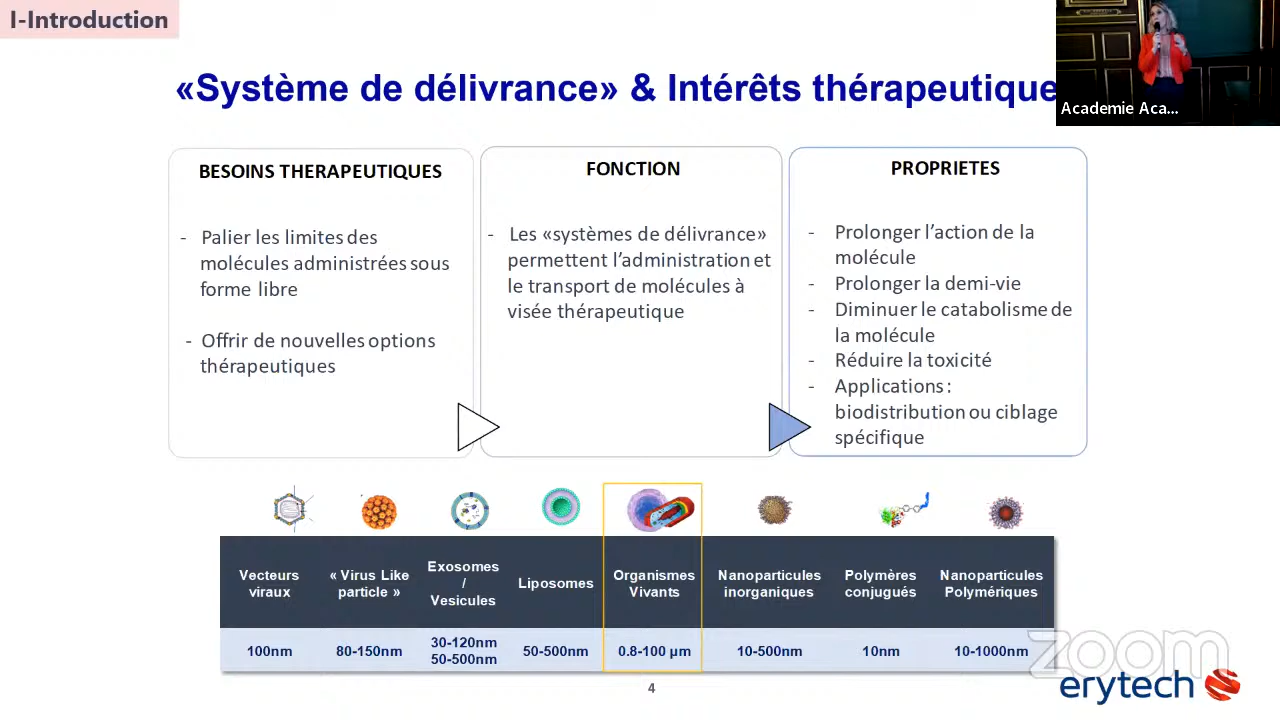 I-Introduction
«Système de délivrance» & Intérêts thérapeutique
Academie Aca...
BESOINS THERAPEUTIQUES
- Palier les limites des
molécules administrées sous
forme libre
- Offrir de nouvelles options
thérapeutiques
FONCTION
- Les «systèmes de délivrance»
permettent l'administration et
le transport de molécules à
visée thérapeutique
PROPRIETES
- Prolonger l'action de la
molécule
- Prolonger la demi-vie
- Diminuer le catabolisme de
la molécule
- Réduire la toxicité
- Applications :
biodistribution ou ciblage
spécifique
Vecteurs
viraux
« Virus Like
particle »
Exosomes
/
Vesicules
Liposomes
Organismes
Vivants
Nanoparticules
inorganiques
Polymères
conjugués
Nanoparticules
Polymériques
100nm
80-150nm
30-120nm
50-500nm
50-500nm
0.8-100 µm
10-500nm
10nm
10-1000nm
zoom
erytech
4